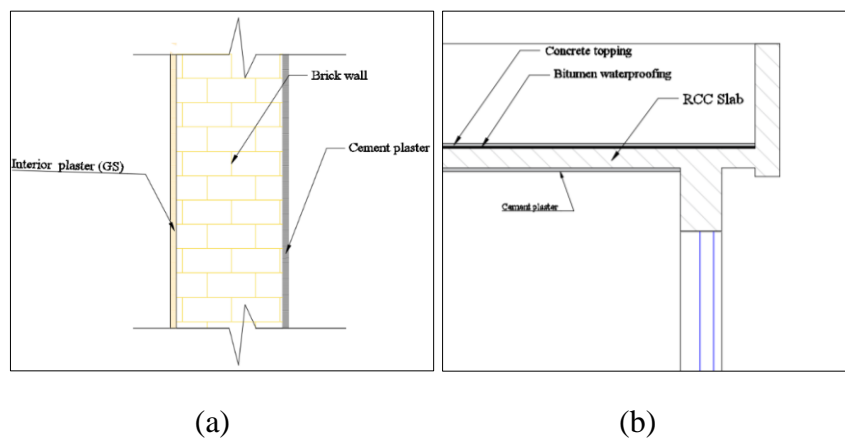 Brick wall
Interior plaster (GS)
Cement plaster
Concrete topping
Bitumen waterproofing
RCC Slab
Cement plaster
(a)
(b)